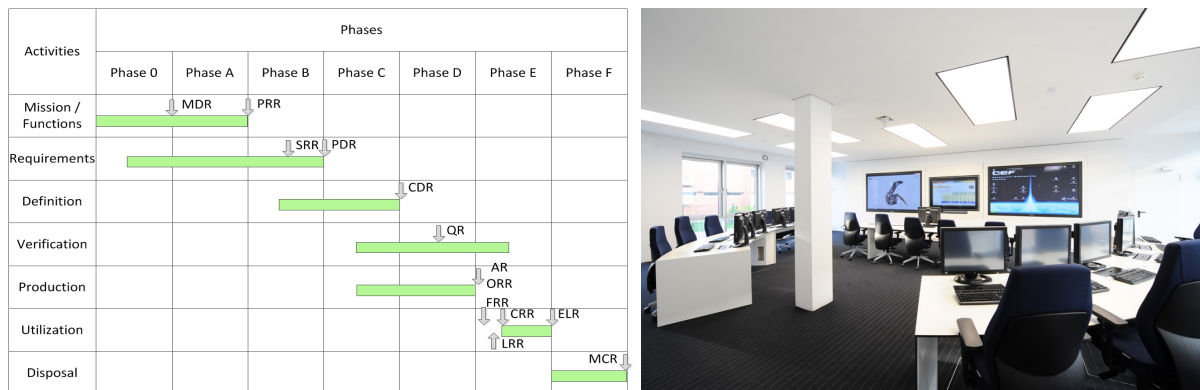 Activities
Phases
Phase 0 Phase A Phase B Phase C Phase D Phase E Phase F
Mission /
Functions
MDR PRR
Requirements
SRR PDR
Definition
CDR
Verification
QR
Production
AR
ORR
Utilization
FRR
CRR ELR
LRR
Disposal
MCR
CEF